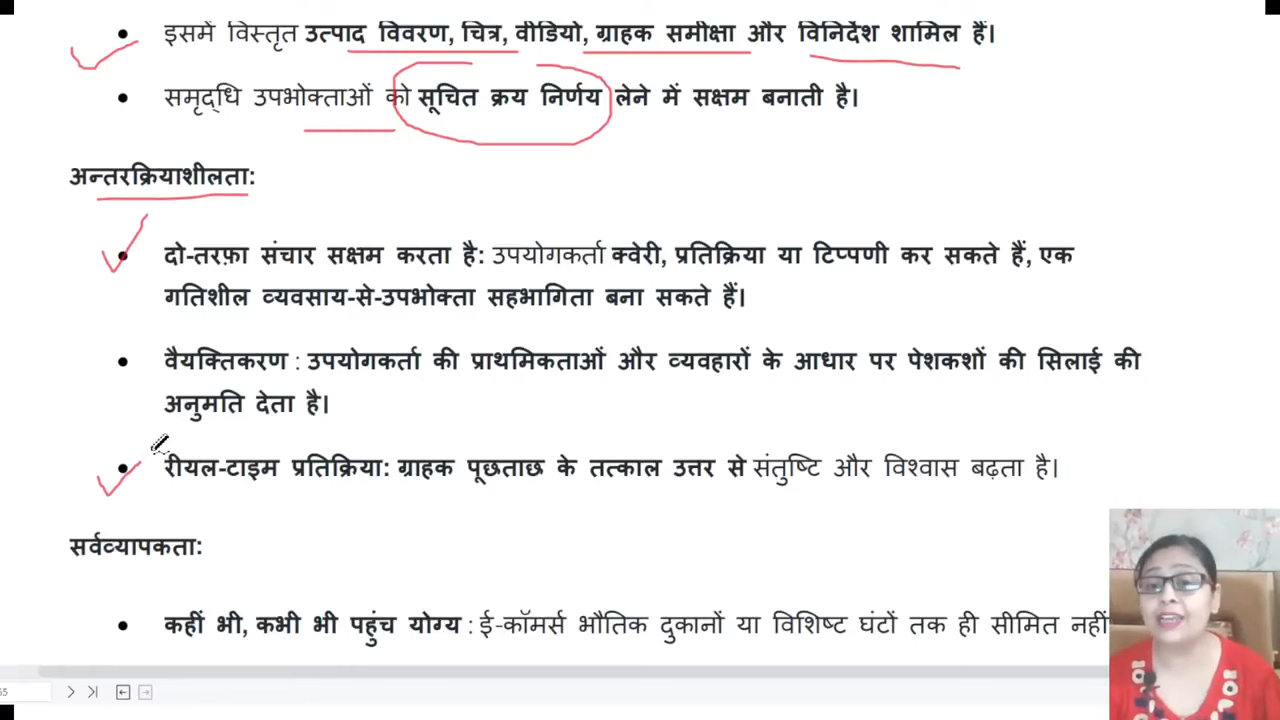 इसमें विस्तृत उत्पाद विवरण, चित्र, वीडियो, ग्राहक समीक्षा और विनिर्देश शामिल हैं।
समृद्धि उपभोक्ताओं को सूचित क्रय निर्णय लेने में सक्षम बनाती है।
अन्तरक्रियाशीलता:
दो-तरफ़ा संचार सक्षम करता है: उपयोगकर्ता क्वेरी, प्रतिक्रिया या टिप्पणी कर सकते हैं, एक
गतिशील व्यवसाय-से-उपभोक्ता सहभागिता बना सकते हैं।
वैयक्तिकरण : उपयोगकर्ता की प्राथमिकताओं और व्यवहारों के आधार पर पेशकशों की सिलाई की
अनुमति देता है।
रीयल-टाइम प्रतिक्रिया: ग्राहक पूछताछ के तत्काल उत्तर से संतुष्टि और विश्वास बढ़ता है।
सर्वव्यापकता:
कहीं भी, कभी भी पहुंच योग्य : ई-कॉमर्स भौतिक दुकानों या विशिष्ट घंटों तक ही सीमित नहीं